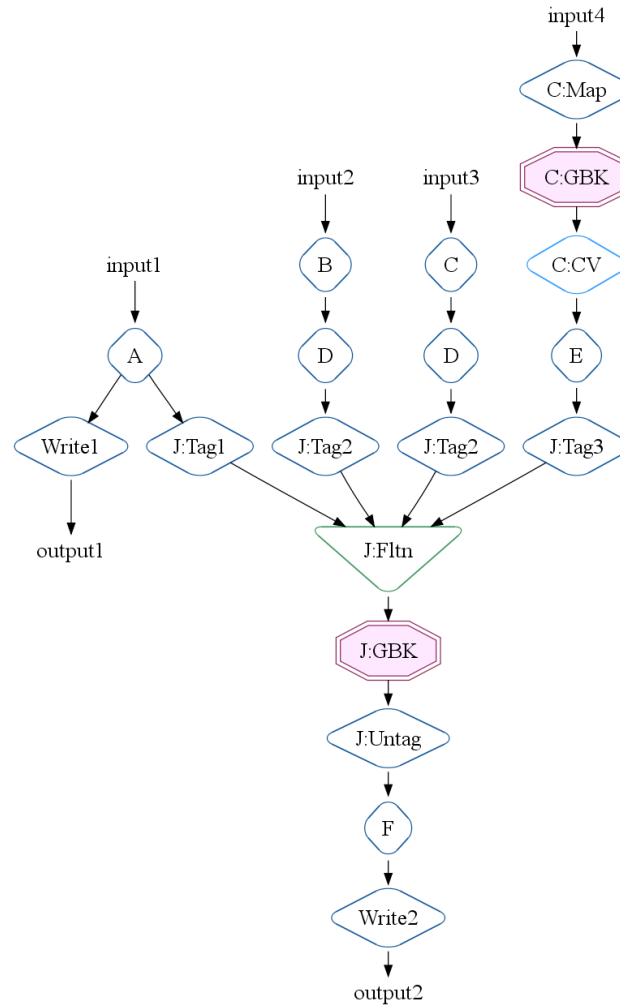 input4
C:Map
C:GBK
input2
input3
B
C
C:CV
input1
A
D
D
E
Write1
J:Tag1
J:Tag2
J:Tag2
J:Tag3
output1
J:Fltn
J:GBK
J:Untag
F
Write2
output2